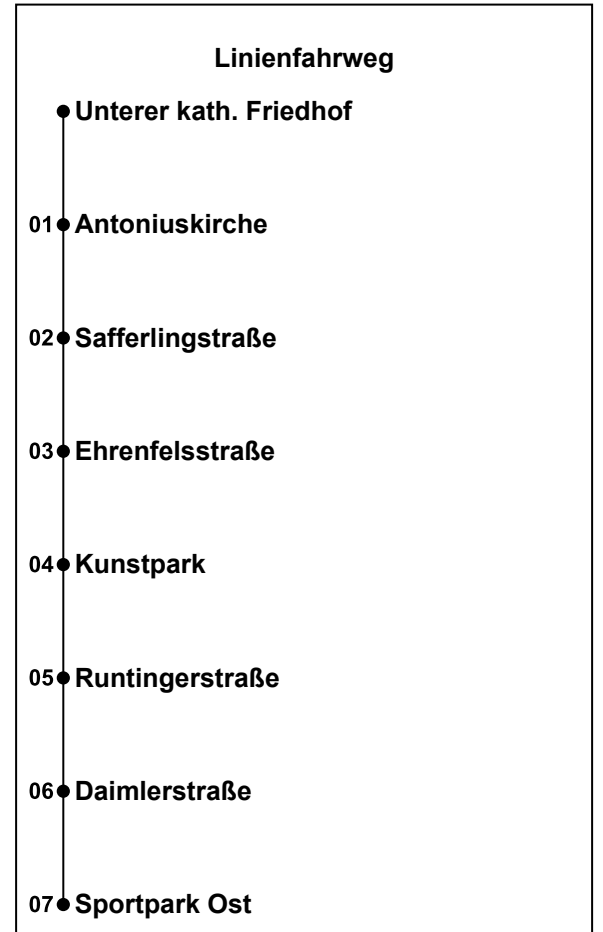 Linienfahrweg
Unterer kath. Friedhof
01 Antoniuskirche
02 Safferlingstraße
03 Ehrenfelsstraße
04 Kunstpark
05 Runtingerstraße
06 Daimlerstraße
07 Sportpark Ost